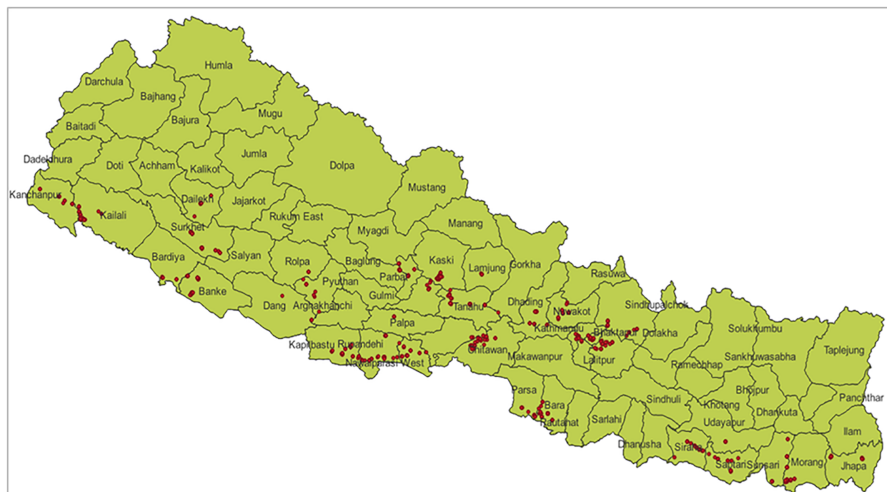 Humla
Darchula
Bajhang
Mugu
Bajura
Baitadi
Jumla
Dadeldhura
Doti
Achham
Kalikot
Dolpa
Mustang
Kanchanpur
Dailekh
Jajarkot
Kailali
Rukum East
Manang
Surkhet
Myagdi
Salyan
Baglung
Kaski
Lamjung
Gorkha
Bardiya
Rolpa
Rasuwa
Parbat
Pyuthan
Banke
Gulmi
Dang
Arghakhanchi
Tanahu
Dhading
Nuwakot
Sindhupalchok
Palpa
Kathmandu
Bhaktapur
Dolakha
Solukhumbu
Kapilbastu
Rupandehi
Chitawan
Makawanpur
Lalitpur
Taplejung
Nawalparasi West
Ramechhap
Sankhuwasabha
Parsa
Bhojpur
Panchthar
Bara
Sindhuli
Khotang
Dhankuta
Rautahat
Sarlahi
Udayapur
Ilam
Dhanusha
Siraha
Saptari
Sunsari
Morang
Jhapa